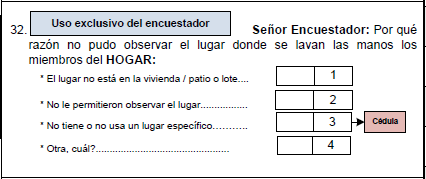 32. Uso exclusivo del encuestador Señor Encuestador: Por qué
razón no pudo observar el lugar donde se lavan las manos los
miembros del HOGAR:
* El lugar no está en la vivienda / patio o lote.... 1
* No le permitieron observar el lugar................. 2
* No tiene o no usa un lugar específico.......... 3 Cédula
* Otra, cuál?................................................ 4